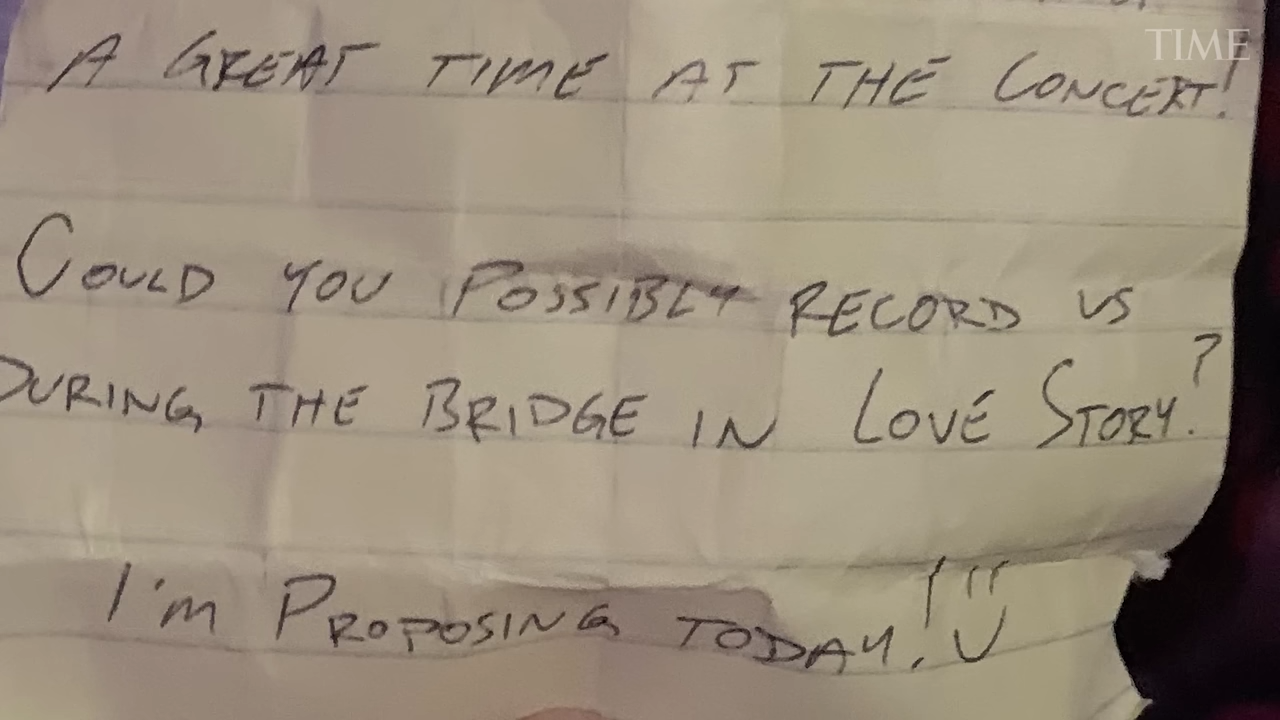 TIME
A GREAT TIME AT THE CONCERT!
COULD YOU POSSIBLY RECORD US
DURING THE BRIDGE IN LOVE STORY?
I'M PROPOSING TODAY! :)